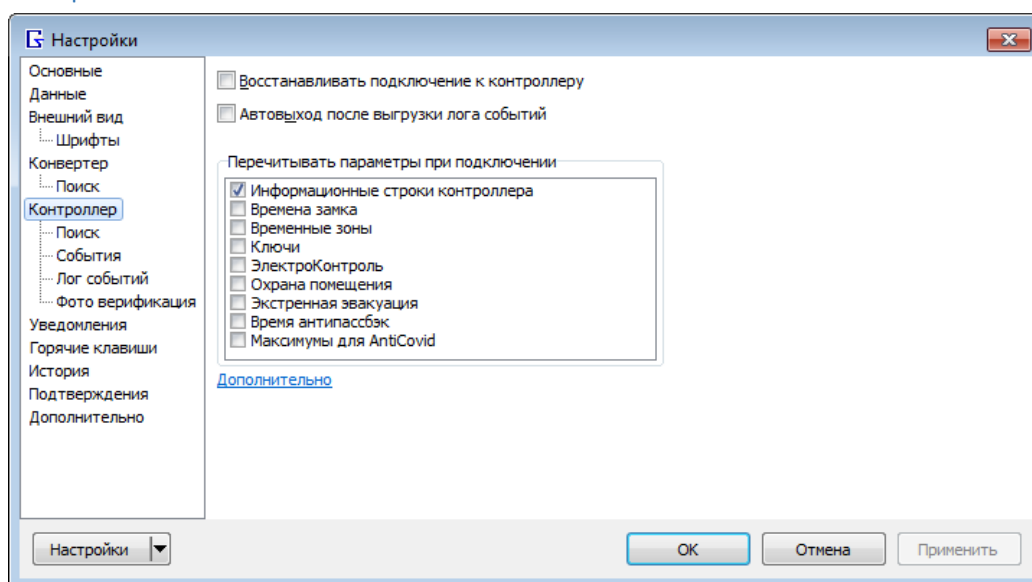 Настройки
Основные
Данные
Внешний вид
Шрифты
Конвертер
Поиск
Контроллер
Поиск
События
Лог событий
Фото верификация
Уведомления
Горячие клавиши
История
Подтверждения
Дополнительно
Восстанавливать подключение к контроллеру
Автовыход после выгрузки лога событий
Перечитывать параметры при подключении
Информационные строки контроллера
Времена замка
Временные зоны
Ключи
ЭлектроКонтроль
Охрана помещения
Экстренная эвакуация
Время антипассбэк
Максимумы для AntiCovid
Дополнительно
Настройки
OK
Отмена
Применить